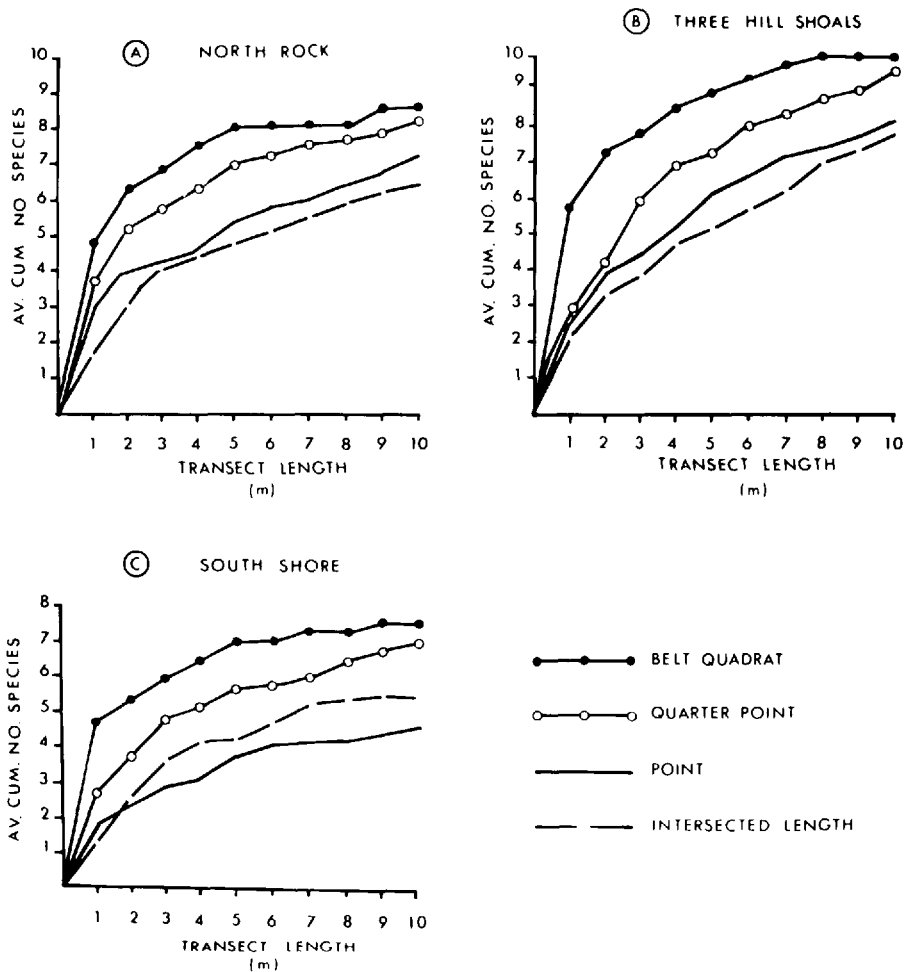 A NORTH ROCK
AV. CUM. NO SPECIES
10
9
8
7
6
5
4
3
2
1
1 2 3 4 5 6 7 8 9 10
TRANSECT LENGTH
(m)
B THREE HILL SHOALS
AV. CUM. NO. SPECIES
10
9
8
7
6
5
4
3
2
1
1 2 3 4 5 6 7 8 9 10
TRANSECT LENGTH
(m)
C SOUTH SHORE
AV. CUM. NO. SPECIES
8
7
6
5
4
3
2
1
1 2 3 4 5 6 7 8 9 10
TRANSECT LENGTH
(m)
BELT QUADRAT
QUARTER POINT
POINT
INTERSECTED LENGTH